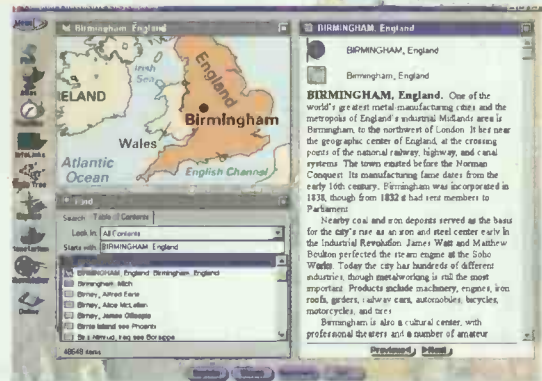 Birmingham, England
Irish
Sea
England
IRELAND
Birmingham
Wales
Atlantic
Ocean
English Channel
Find
Search Table of Contents
Look In: All Contents
Starts with: BIRMINGHAM, England
BIRMINGHAM, England Birmingham, England
Birmingham, Mich
Birney, Alfred Earle
Birney, Alice McLellan
Birney, James Gillespie
Birnie Island see Phoenix
Birs Nimrud, Iraq see Borsippa
48648 items
Atlas
InfoLinks
Online
BIRMINGHAM, England
BIRMINGHAM, England
Birmingham, England
BIRMINGHAM, England. One of the
world's greatest metal-manufacturing cities and the
metropolis of England's industrial Midlands area is
Birmingham, to the northwest of London. It lies near
the geographic center of England, at the crossing
points of the national railway, highway, and canal
systems. The town existed before the Norman
Conquest. Its manufacturing fame dates from the
early 16th century. Birmingham was incorporated in
1838, though from 1832 it had sent members to
Parliament.
Nearby coal and iron deposits served as the basis
for the city's rise as an iron and steel center early in
the Industrial Revolution. James Watt and Matthew
Boulton perfected the steam engine at the Soho
Works. Today the city has hundreds of different
industries, though metalworking is still the most
important. Products include machinery, engines, iron
roofs, girders, railway cars, automobiles, bicycles,
motorcycles, and tires.
Birmingham is also a cultural center, with
professional theaters and a number of amateur
Previous Next